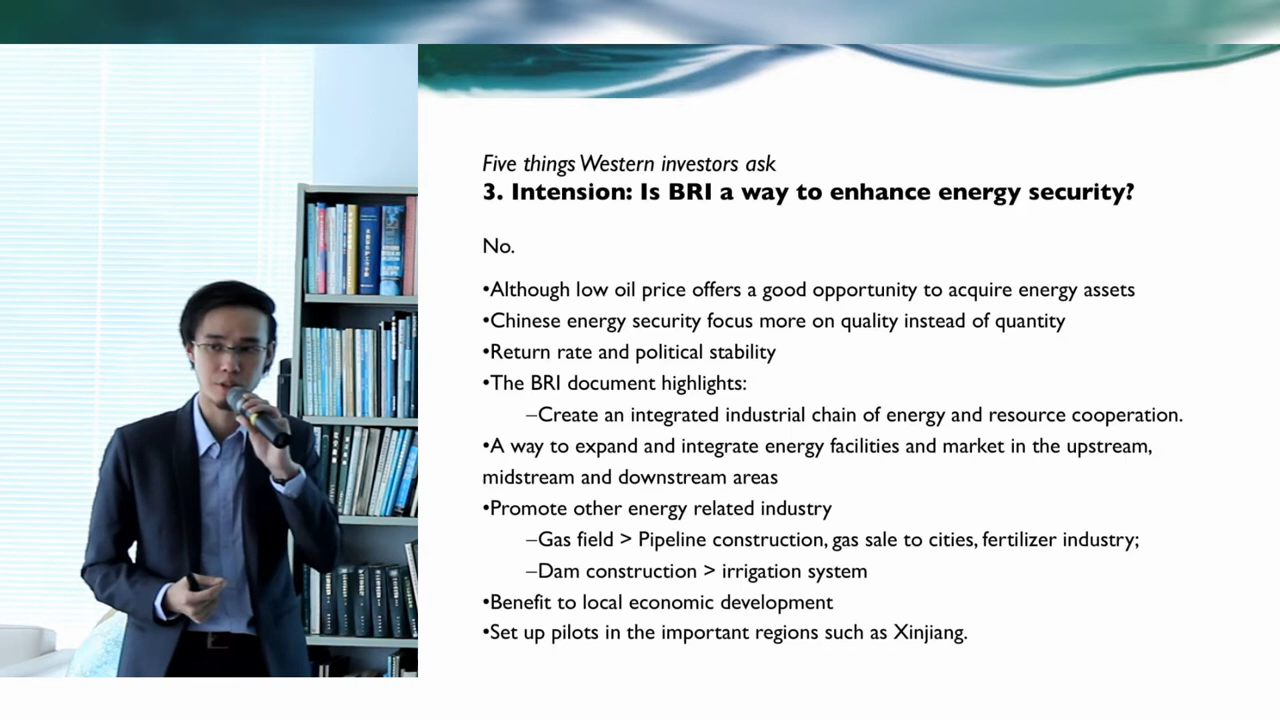 Five things Western investors ask
3. Intension: Is BRI a way to enhance energy security?
No.
•Although low oil price offers a good opportunity to acquire energy assets
•Chinese energy security focus more on quality instead of quantity
•Return rate and political stability
•The BRI document highlights:
–Create an integrated industrial chain of energy and resource cooperation.
•A way to expand and integrate energy facilities and market in the upstream,
midstream and downstream areas
•Promote other energy related industry
–Gas field > Pipeline construction, gas sale to cities, fertilizer industry;
–Dam construction > irrigation system
•Benefit to local economic development
•Set up pilots in the important regions such as Xinjiang.